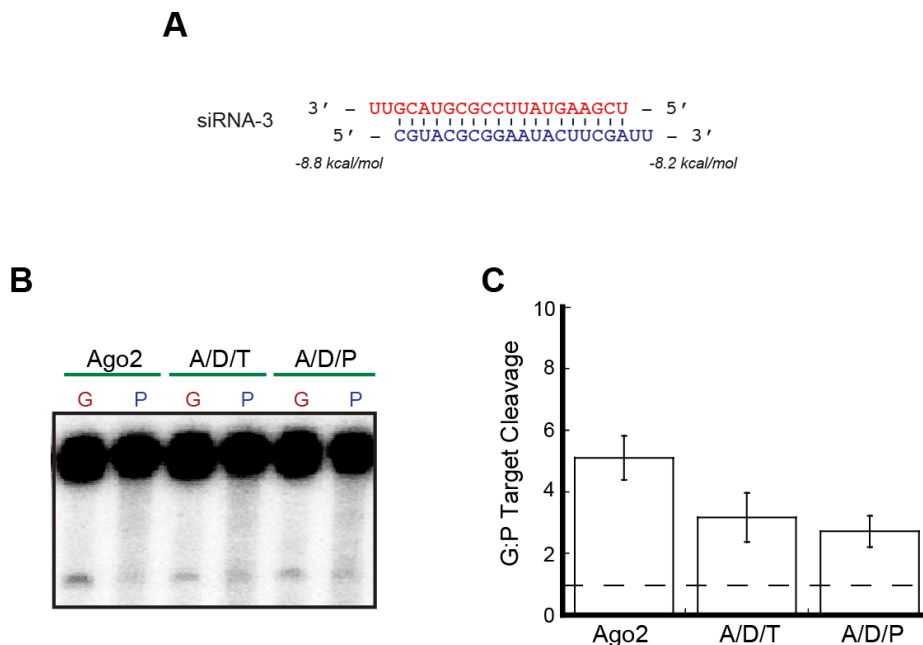 A
siRNA-3
3' – UUGCAUGCGCCUUAUGAAGCU – 5'
5' – CGUACGCGGAAUACUUCGAUU – 3'
-8.8 kcal/mol
-8.2 kcal/mol
B
Ago2 A/D/T A/D/P
G P G P G P
C
G:P Target Cleavage
10
8
6
4
2
0
Ago2 A/D/T A/D/P